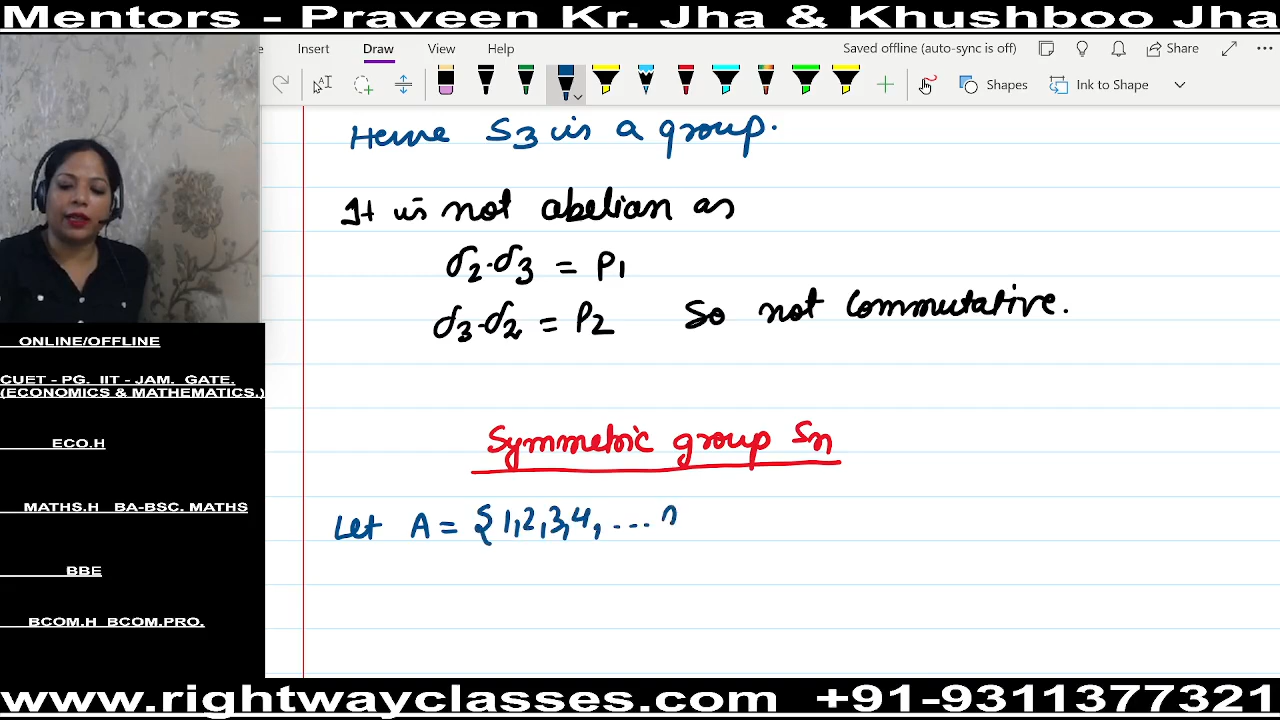 Mentors - Praveen Kr. Jha & Khushboo Jha
Insert Draw View Help Saved offline (auto-sync is off) Share
Shapes Ink to Shape
Hence S3 is a group.
It is not abelian as
σ2·σ3 = P1
σ3·σ2 = P2 So not Commutative.
Symmetric group Sn
Let A = {1,2,3,4, .... n
ONLINE/OFFLINE
CUET - PG. IIT - JAM. GATE.
(ECONOMICS & MATHEMATICS.)
ECO.H
MATHS.H BA-BSC. MATHS
BBE
BCOM.H BCOM.PRO.
www.rightwayclasses.com +91-9311377321